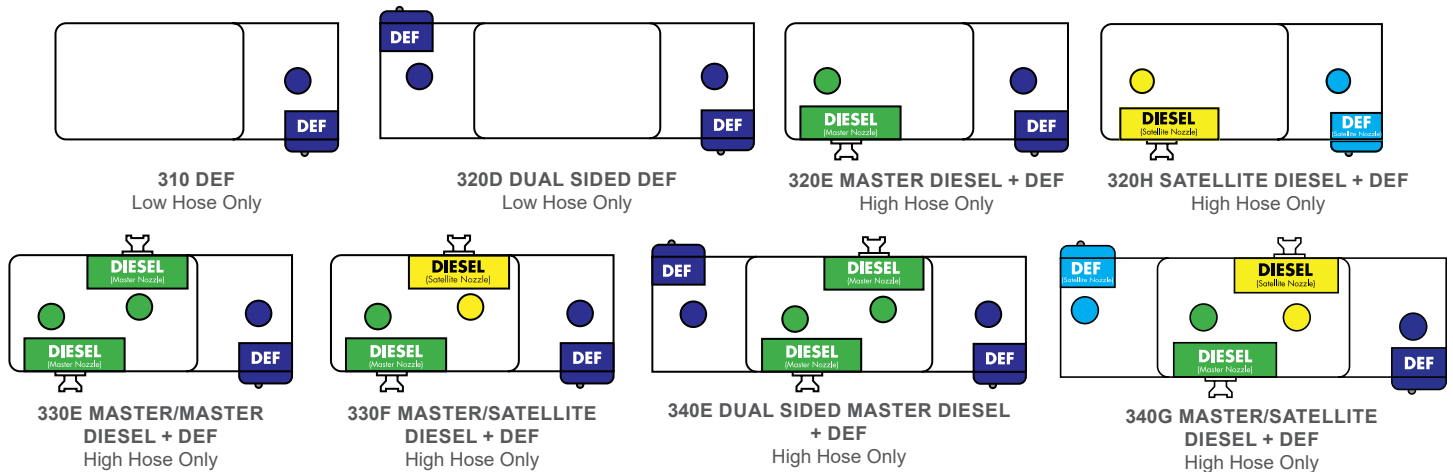 DEF
310 DEF
Low Hose Only
DEF
DEF
320D DUAL SIDED DEF
Low Hose Only
DIESEL
(Master Nozzle)
DEF
320E MASTER DIESEL + DEF
High Hose Only
DIESEL
(Satellite Nozzle)
DEF
(Satellite Nozzle)
320H SATELLITE DIESEL + DEF
High Hose Only
DIESEL
(Master Nozzle)
DIESEL
(Master Nozzle)
DEF
330E MASTER/MASTER
DIESEL + DEF
High Hose Only
DIESEL
(Satellite Nozzle)
DIESEL
(Master Nozzle)
DEF
330F MASTER/SATELLITE
DIESEL + DEF
High Hose Only
DEF
DIESEL
(Master Nozzle)
DIESEL
(Master Nozzle)
DEF
340E DUAL SIDED MASTER DIESEL
+ DEF
High Hose Only
DEF
(Satellite Nozzle)
DIESEL
(Satellite Nozzle)
DIESEL
(Master Nozzle)
DEF
340G MASTER/SATELLITE
DIESEL + DEF
High Hose Only